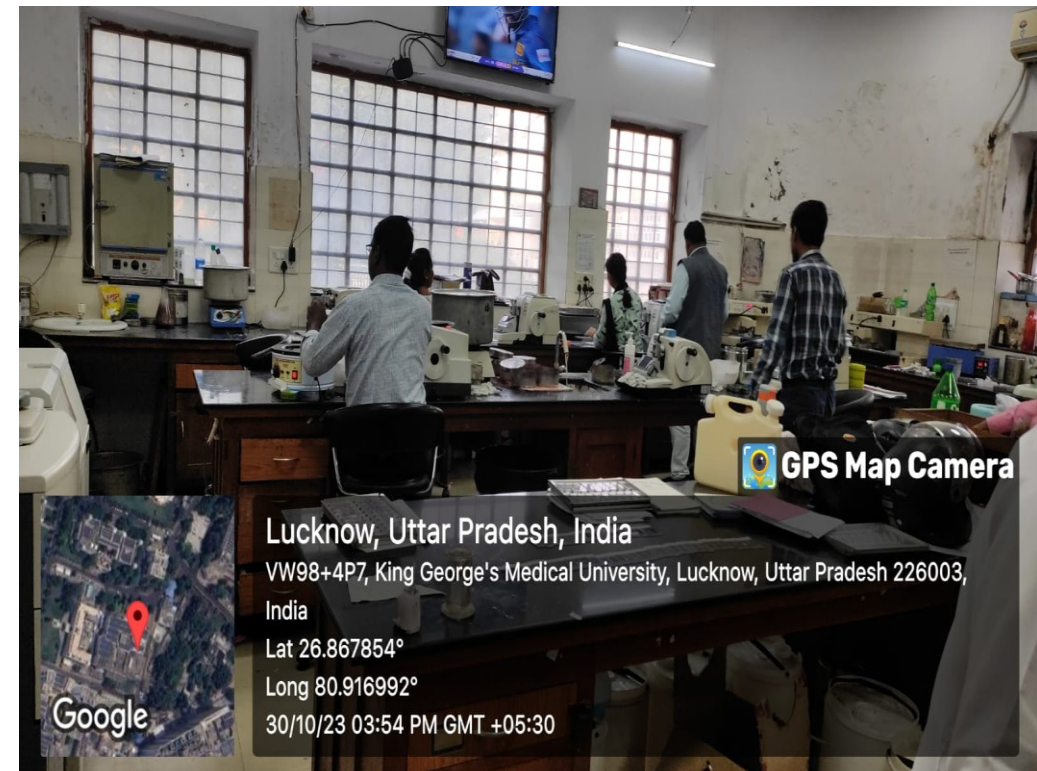 GPS Map Camera
Lucknow, Uttar Pradesh, India
VW98+4P7, King George's Medical University, Lucknow, Uttar Pradesh 226003,
India
Lat 26.867854°
Long 80.916992°
30/10/23 03:54 PM GMT +05:30
Google